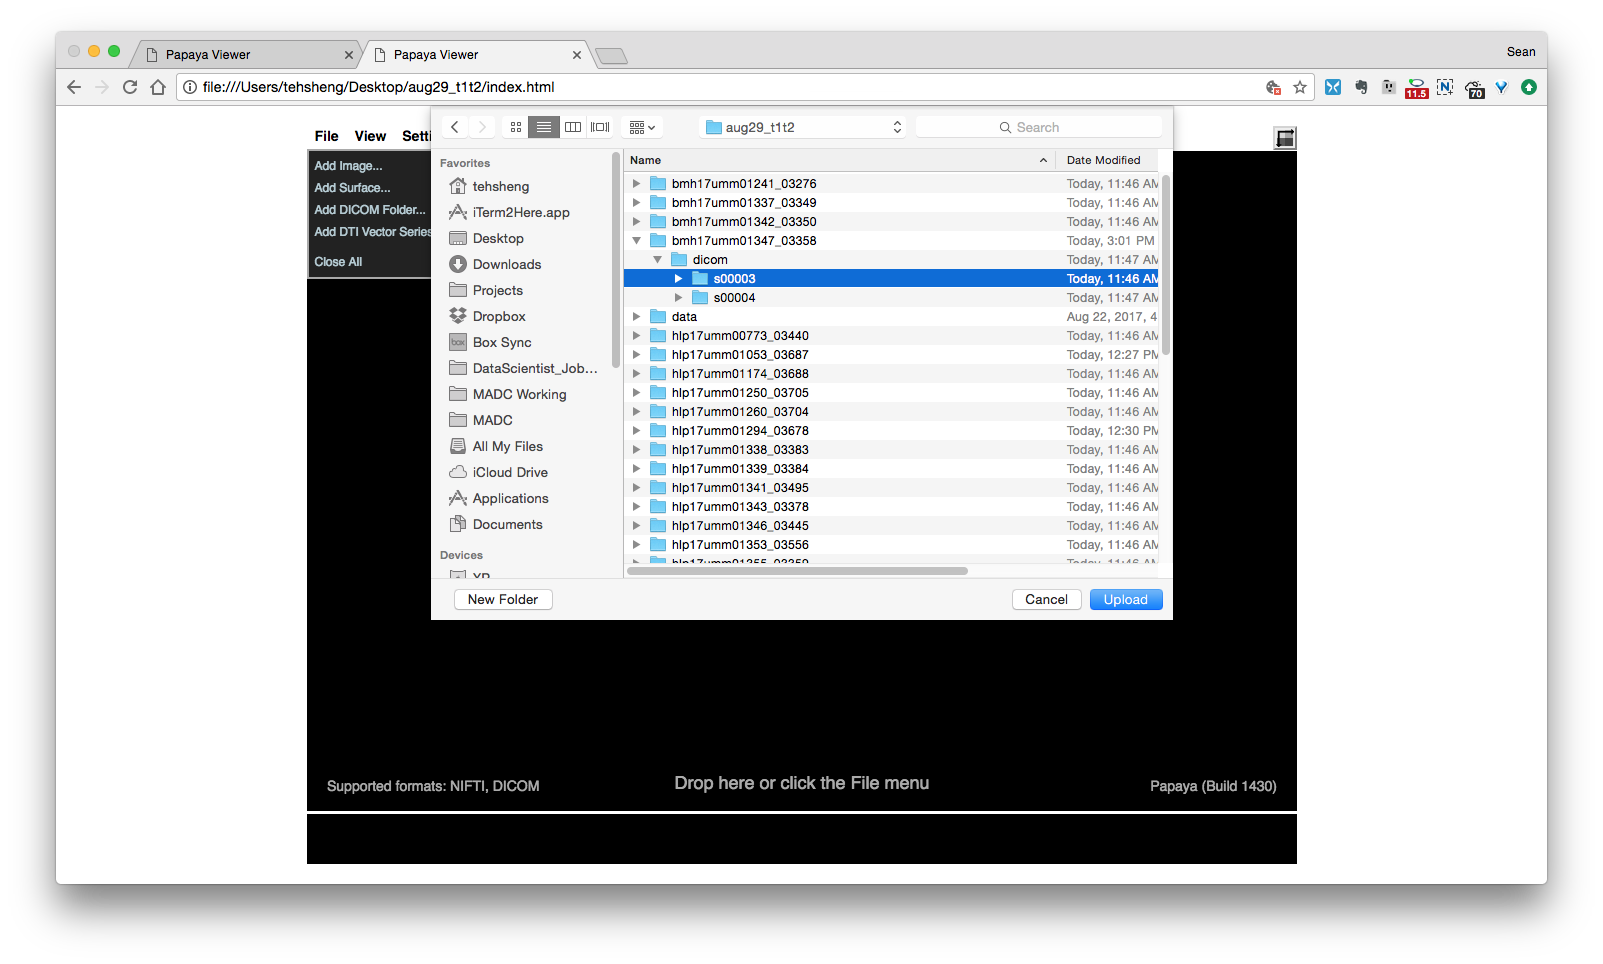 Papaya Viewer
Papaya Viewer
Sean
file:///Users/tehsheng/Desktop/aug29_t1t2/index.html
11.5
70
File View Setti
Add Image...
Add Surface...
Add DICOM Folder...
Add DTI Vector Series
Close All
aug29_t1t2
Search
Favorites
tehsheng
iTerm2Here.app
Desktop
Downloads
Projects
Dropbox
box
Box Sync
DataScientist_Job...
MADC Working
MADC
All My Files
iCloud Drive
Applications
Documents
Devices
Name Date Modified
bmh17umm01241_03276 Today, 11:46 AM
bmh17umm01337_03349 Today, 11:46 AM
bmh17umm01342_03350 Today, 11:46 AM
bmh17umm01347_03358 Today, 3:01 PM
dicom Today, 11:47 AM
s00003 Today, 11:46 AM
s00004 Today, 11:47 AM
data Aug 22, 2017, 4
hlp17umm00773_03440 Today, 11:46 AM
hlp17umm01053_03687 Today, 12:27 PM
hlp17umm01174_03688 Today, 11:46 AM
hlp17umm01250_03705 Today, 11:46 AM
hlp17umm01260_03704 Today, 11:46 AM
hlp17umm01294_03678 Today, 12:30 PM
hlp17umm01338_03383 Today, 11:46 AM
hlp17umm01339_03384 Today, 11:46 AM
hlp17umm01341_03495 Today, 11:46 AM
hlp17umm01343_03378 Today, 11:46 AM
hlp17umm01346_03445 Today, 11:46 AM
hlp17umm01353_03556 Today, 11:46 AM
New Folder
Cancel
Upload
Supported formats: NIFTI, DICOM
Drop here or click the File menu
Papaya (Build 1430)